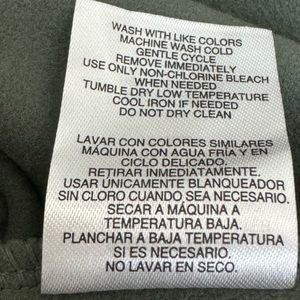 WASH WITH LIKE COLORS
MACHINE WASH COLD
GENTLE CYCLE
REMOVE IMMEDIATELY
USE ONLY NON-CHLORINE BLEACH
WHEN NEEDED
TUMBLE DRY LOW TEMPERATURE
COOL IRON IF NEEDED
DO NOT DRY CLEAN
LAVAR CON COLORES SIMILARES
MÁQUINA CON AGUA FRÍA Y EN
CICLO DELICADO.
RETIRAR INMEDIATAMENTE.
USAR ÚNICAMENTE BLANQUEADOR
SIN CLORO CUANDO SEA NECESARIO.
SECAR A MÁQUINA A
TEMPERATURA BAJA.
PLANCHAR A BAJA TEMPERATURA
SI ES NECESARIO.
NO LAVAR EN SECO.